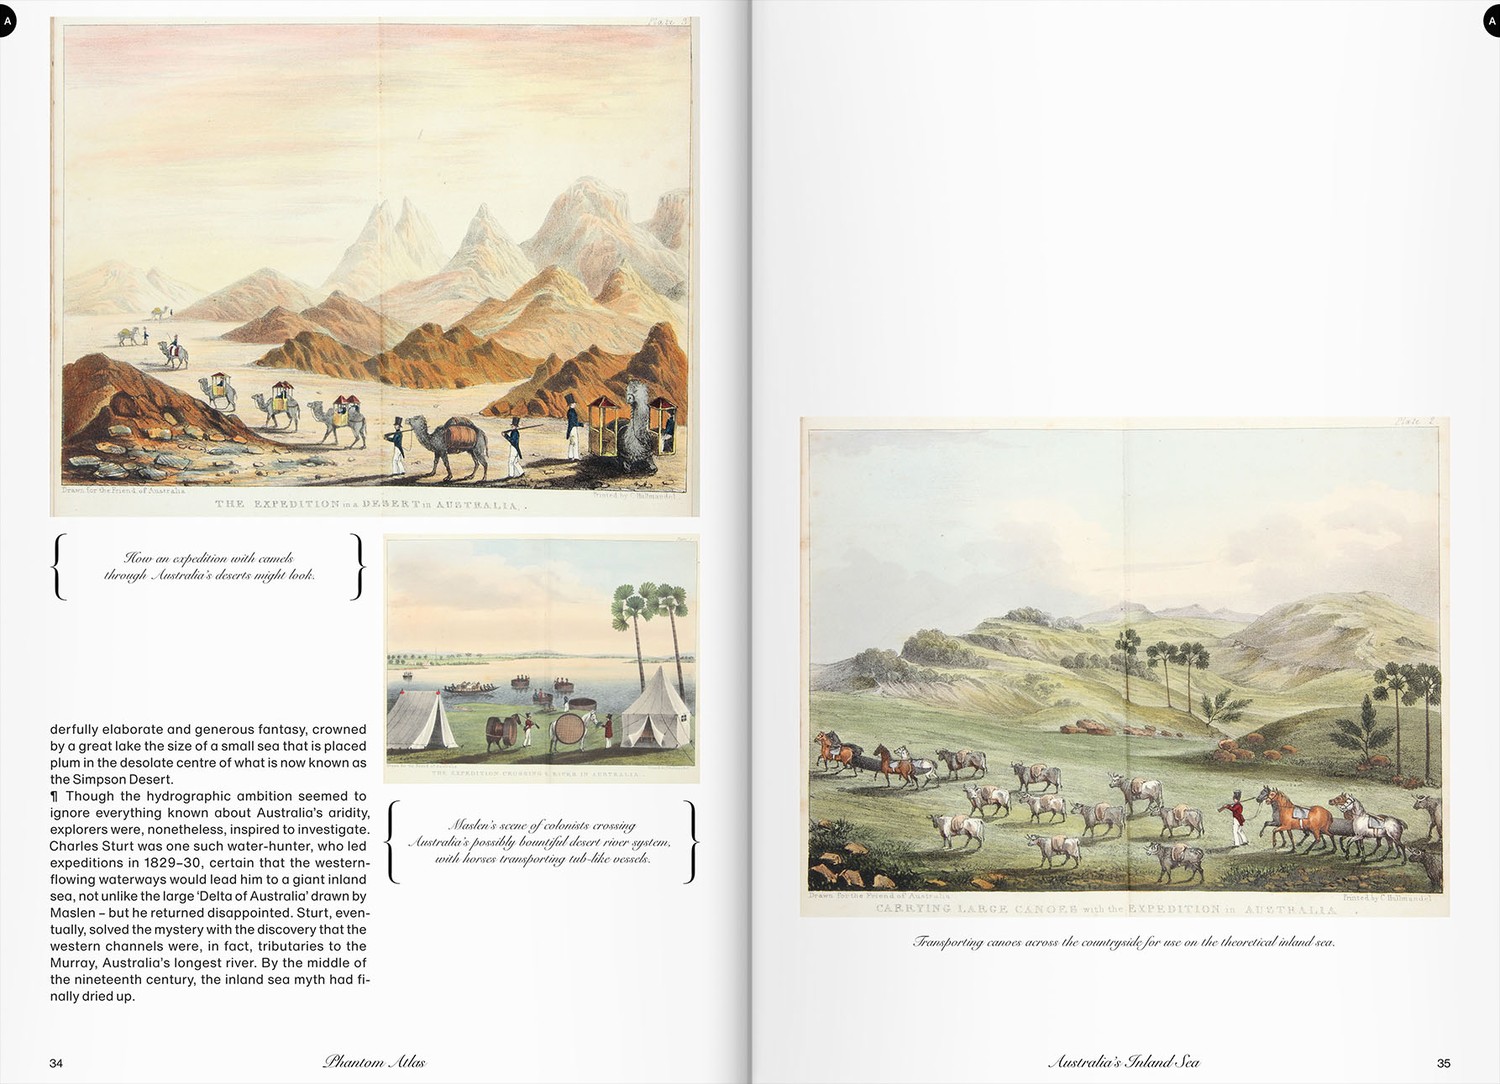 A
Plate 3
Drawn for the Friend of Australia
Printed by C. Hullmandel
THE EXPEDITION in a DESERT in AUSTRALIA.
How an expedition with camels
through Australia's deserts might look.
THE EXPEDITION CROSSING A RIVER IN AUSTRALIA
Maslen's scene of colonists crossing
Australia's possibly bountiful desert river system,
with horses transporting tub-like vessels.
derfully elaborate and generous fantasy, crowned
by a great lake the size of a small sea that is placed
plum in the desolate centre of what is now known as
the Simpson Desert.
¶ Though the hydrographic ambition seemed to
ignore everything known about Australia's aridity,
explorers were, nonetheless, inspired to investigate.
Charles Sturt was one such water-hunter, who led
expeditions in 1829–30, certain that the western-
flowing waterways would lead him to a giant inland
sea, not unlike the large 'Delta of Australia' drawn by
Maslen – but he returned disappointed. Sturt, even-
tually, solved the mystery with the discovery that the
western channels were, in fact, tributaries to the
Murray, Australia's longest river. By the middle of
the nineteenth century, the inland sea myth had fi-
nally dried up.
34
Phantom Atlas
A
Plate 2
Drawn for the Friend of Australia
Printed by C. Hullmandel
CARRYING LARGE CANOES with the EXPEDITION in AUSTRALIA.
Transporting canoes across the countryside for use on the theoretical inland sea.
Australia's Inland Sea
35